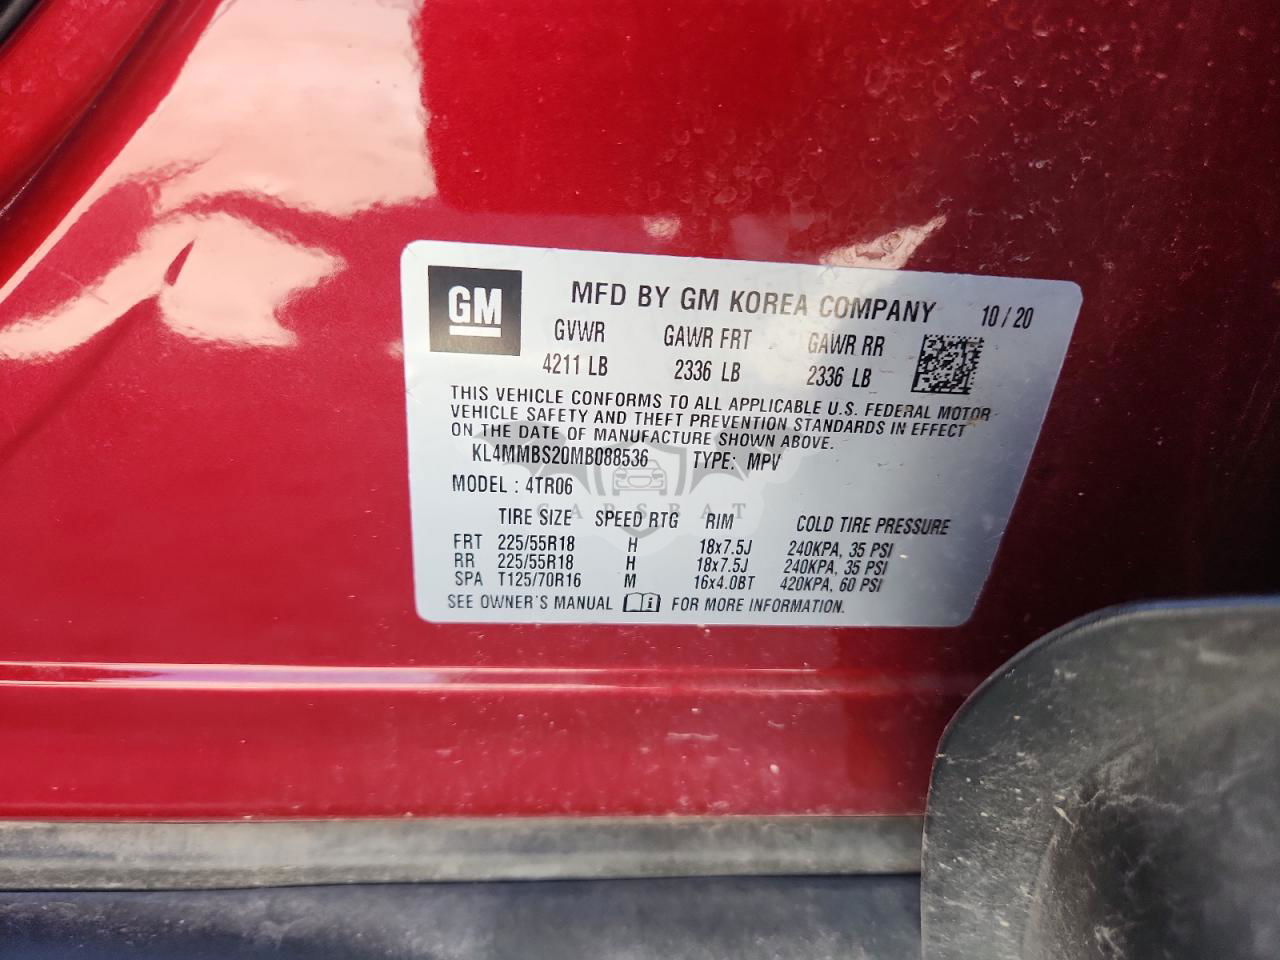 GM
MFD BY GM KOREA COMPANY 10/20
GVWR GAWR FRT GAWR RR
4211 LB 2336 LB 2336 LB
THIS VEHICLE CONFORMS TO ALL APPLICABLE U.S. FEDERAL MOTOR
VEHICLE SAFETY AND THEFT PREVENTION STANDARDS IN EFFECT
ON THE DATE OF MANUFACTURE SHOWN ABOVE.
KL4MMBS20MB088536 TYPE: MPV
MODEL : 4TR06
CARSBAT
TIRE SIZE SPEED RTG RIM COLD TIRE PRESSURE
FRT 225/55R18 H 18x7.5J 240KPA, 35 PSI
RR 225/55R18 H 18x7.5J 240KPA, 35 PSI
SPA T125/70R16 M 16x4.0BT 420KPA, 60 PSI
SEE OWNER'S MANUAL FOR MORE INFORMATION.